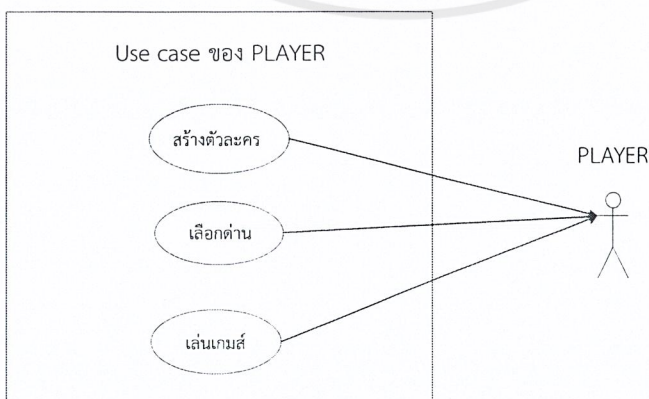 Use case ของ PLAYER
สร้างตัวละคร
PLAYER
เลือกด่าน
เล่นเกมส์